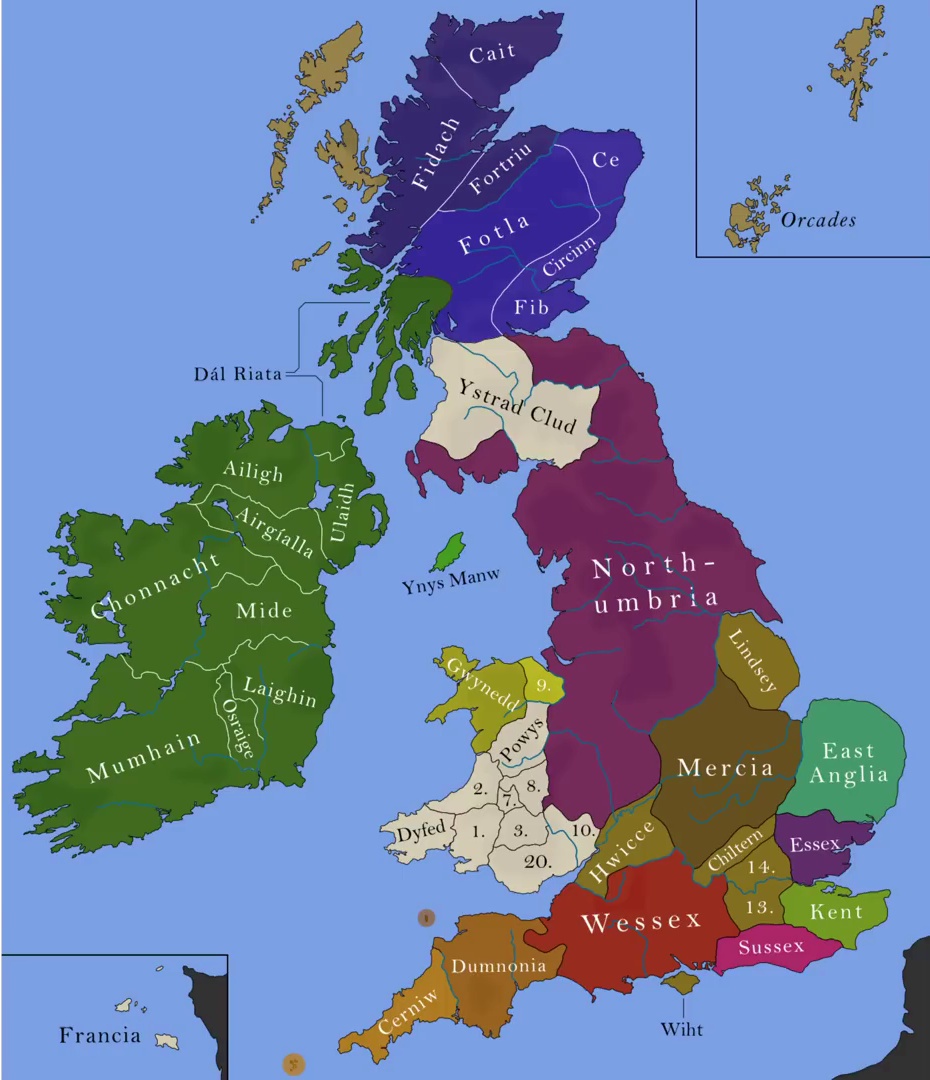 Cait
Fidach
Fortriu
Ce
Fotla
Circinn
Fib
Orcades
Dál Riata
Ystrad Clud
Ailigh
Airgíalla
Ulaidh
Chonnacht
Mide
Laighin
Osraige
Mumhain
Ynys Manw
North-
umbria
Lindsey
Gwynedd
9.
Powys
2.
7.
8.
Dyfed
1.
3.
10.
20.
Mercia
East
Anglia
Hwicce
Chiltern
Essex
14.
13.
Kent
Wessex
Sussex
Dumnonia
Cerniw
Wiht
Francia